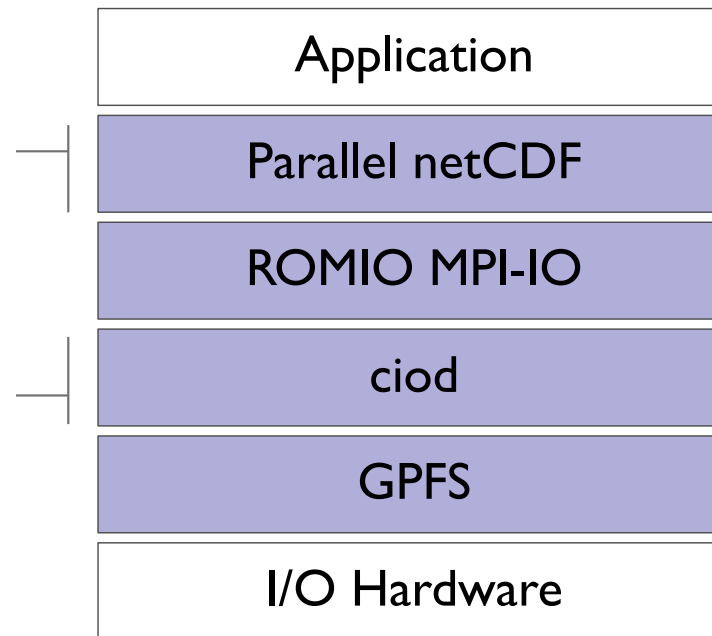 Application
Parallel netCDF
ROMIO MPI-IO
ciod
GPFS
I/O Hardware